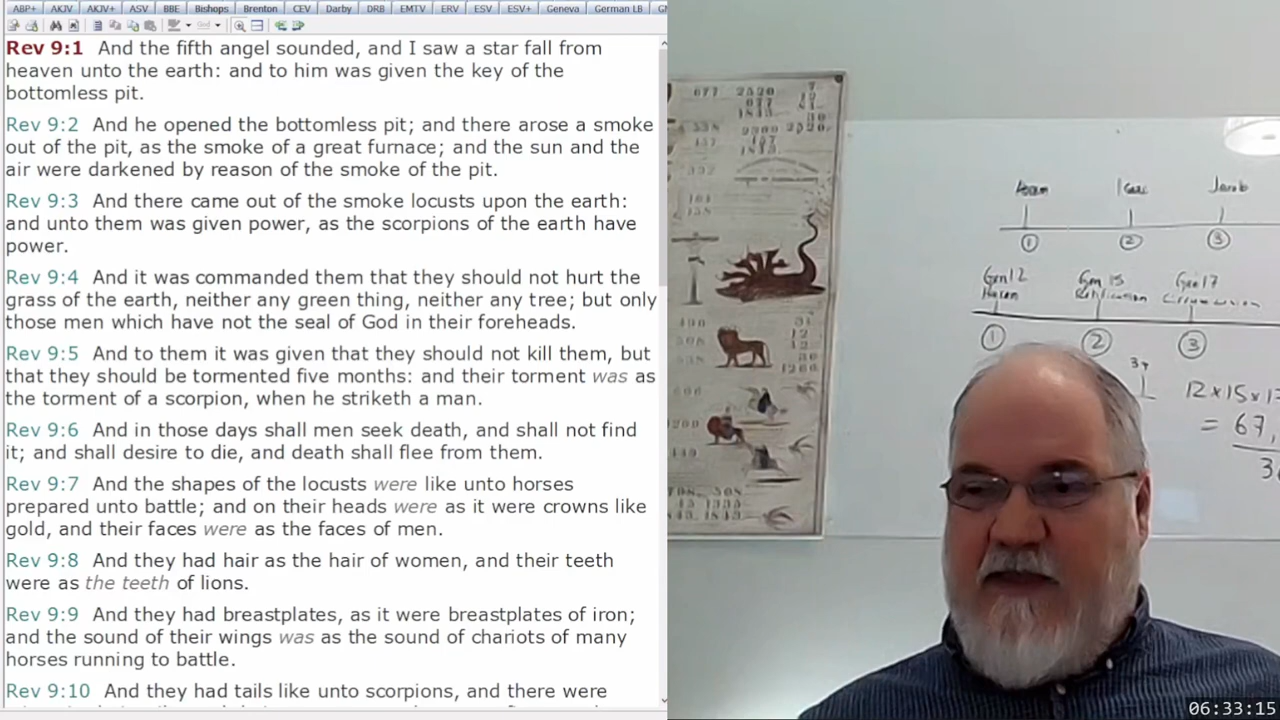 ABP+ AKJV AKJV+ ASV BBE Bishops Brenton CEV Darby DRB EMTV ERV ESV ESV+ Geneva German LB
Rev 9:1 And the fifth angel sounded, and I saw a star fall from
heaven unto the earth: and to him was given the key of the
bottomless pit.
Rev 9:2 And he opened the bottomless pit; and there arose a smoke
out of the pit, as the smoke of a great furnace; and the sun and the
air were darkened by reason of the smoke of the pit.
Rev 9:3 And there came out of the smoke locusts upon the earth:
and unto them was given power, as the scorpions of the earth have
power.
Rev 9:4 And it was commanded them that they should not hurt the
grass of the earth, neither any green thing, neither any tree; but only
those men which have not the seal of God in their foreheads.
Rev 9:5 And to them it was given that they should not kill them, but
that they should be tormented five months: and their torment was as
the torment of a scorpion, when he striketh a man.
Rev 9:6 And in those days shall men seek death, and shall not find
it; and shall desire to die, and death shall flee from them.
Rev 9:7 And the shapes of the locusts were like unto horses
prepared unto battle; and on their heads were as it were crowns like
gold, and their faces were as the faces of men.
Rev 9:8 And they had hair as the hair of women, and their teeth
were as the teeth of lions.
Rev 9:9 And they had breastplates, as it were breastplates of iron;
and the sound of their wings was as the sound of chariots of many
horses running to battle.
Rev 9:10 And they had tails like unto scorpions, and there were
677 2520
677
1843
2520
157
1843
Isaac Jacob
1 2 3
Gen 12 Gen 15 Gen 17
Ratification Circumcision
1 2 3
12 x 15 x 1
= 67,
06:33:15